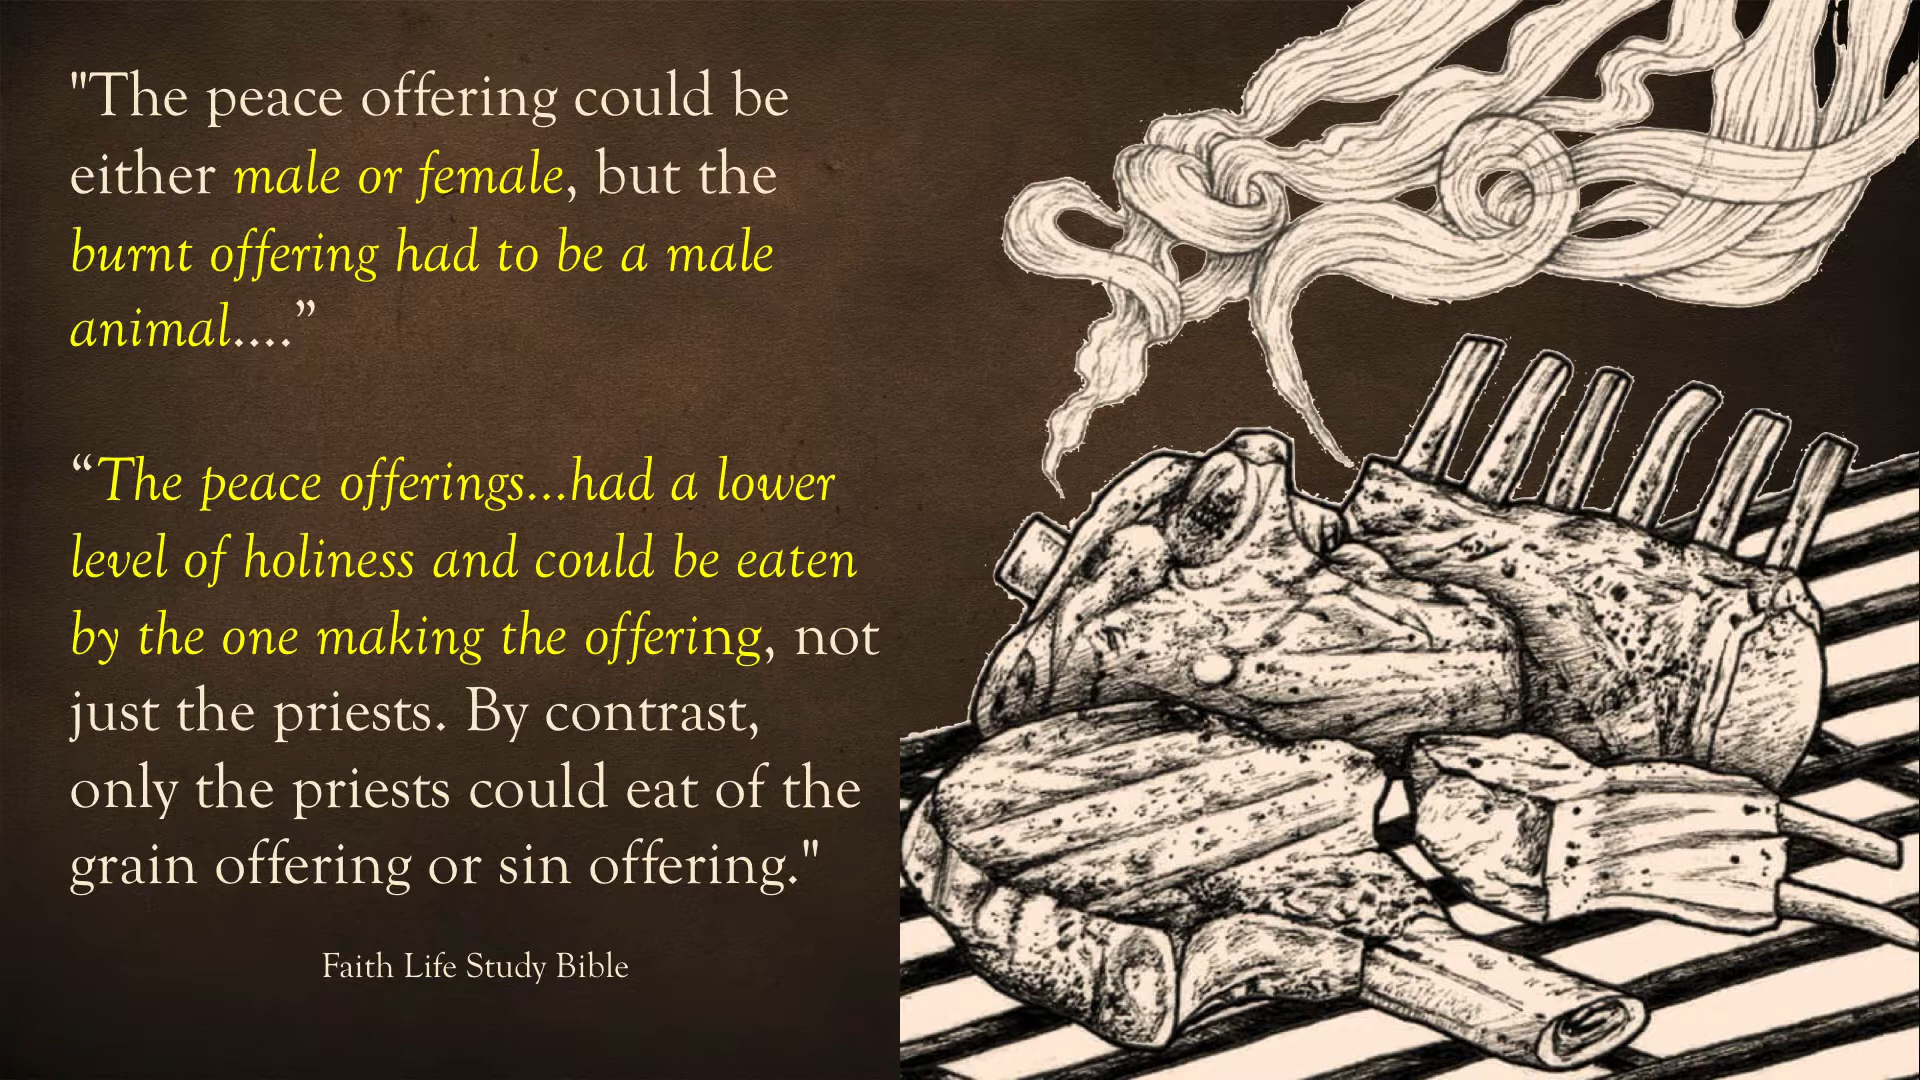 "The peace offering could be
either male or female, but the
burnt offering had to be a male
animal....”
“The peace offerings...had a lower
level of holiness and could be eaten
by the one making the offering, not
just the priests. By contrast,
only the priests could eat of the
grain offering or sin offering."
Faith Life Study Bible